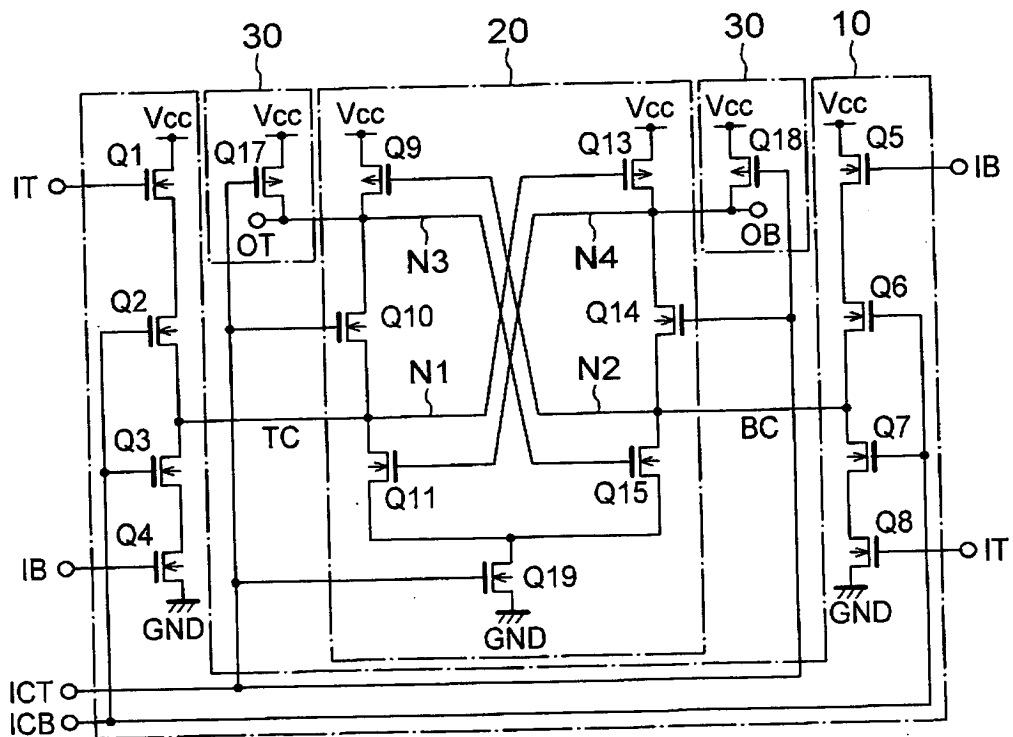 30 20 30 10
Vcc Vcc Vcc Vcc Vcc Vcc
Q1 Q17 Q9 Q13 Q18 Q5
IT IB
OT OB
N3 N4
Q2 Q10 Q14 Q6
N1 N2
TC BC
Q3 Q7
Q11 Q15
Q4 Q8
IB Q19 IT
GND GND GND
ICT
ICB